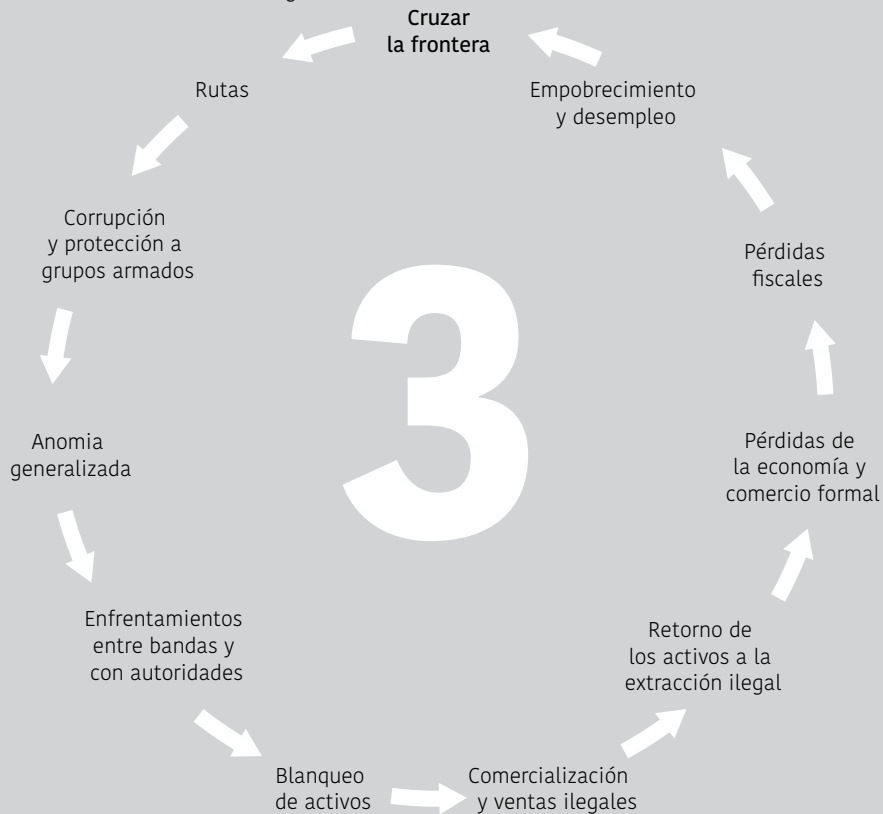 Cruzar
la frontera
Rutas
Corrupción
y protección a
grupos armados
Anomia
generalizada
Enfrentamientos
entre bandas y
con autoridades
Blanqueo
de activos
Comercialización
y ventas ilegales
Retorno de
los activos a la
extracción ilegal
Pérdidas de
la economía y
comercio formal
Pérdidas
fiscales
Empobrecimiento
y desempleo
3